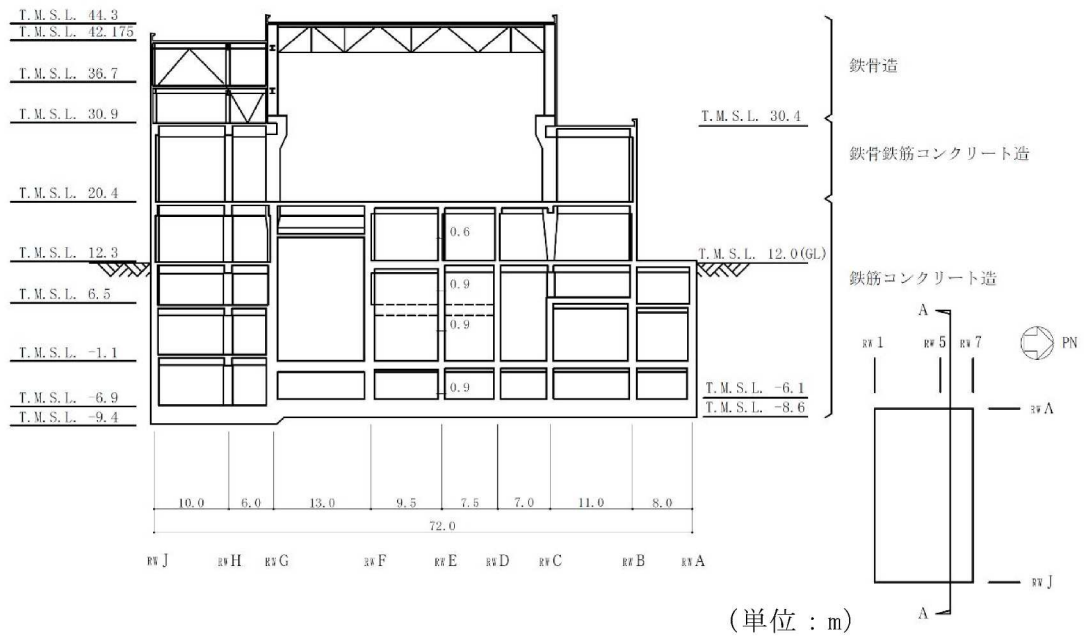 T.M.S.L. 44.3
T.M.S.L. 42.175
T.M.S.L. 36.7
T.M.S.L. 30.9
T.M.S.L. 20.4
T.M.S.L. 12.3
T.M.S.L. 6.5
T.M.S.L. -1.1
T.M.S.L. -6.9
T.M.S.L. -9.4
0.6
0.9
0.9
0.9
T.M.S.L. 30.4
T.M.S.L. 12.0(GL)
T.M.S.L. -6.1
T.M.S.L. -8.6
鉄骨造
鉄骨鉄筋コンクリート造
鉄筋コンクリート造
10.0 6.0 13.0 9.5 7.5 7.0 11.0 8.0
72.0
RW J RW H RW G RW F RW E RW D RW C RW B RW A
A
RW 1 RW 5 RW 7 PN
RW A
RW J
A
(単位：m)